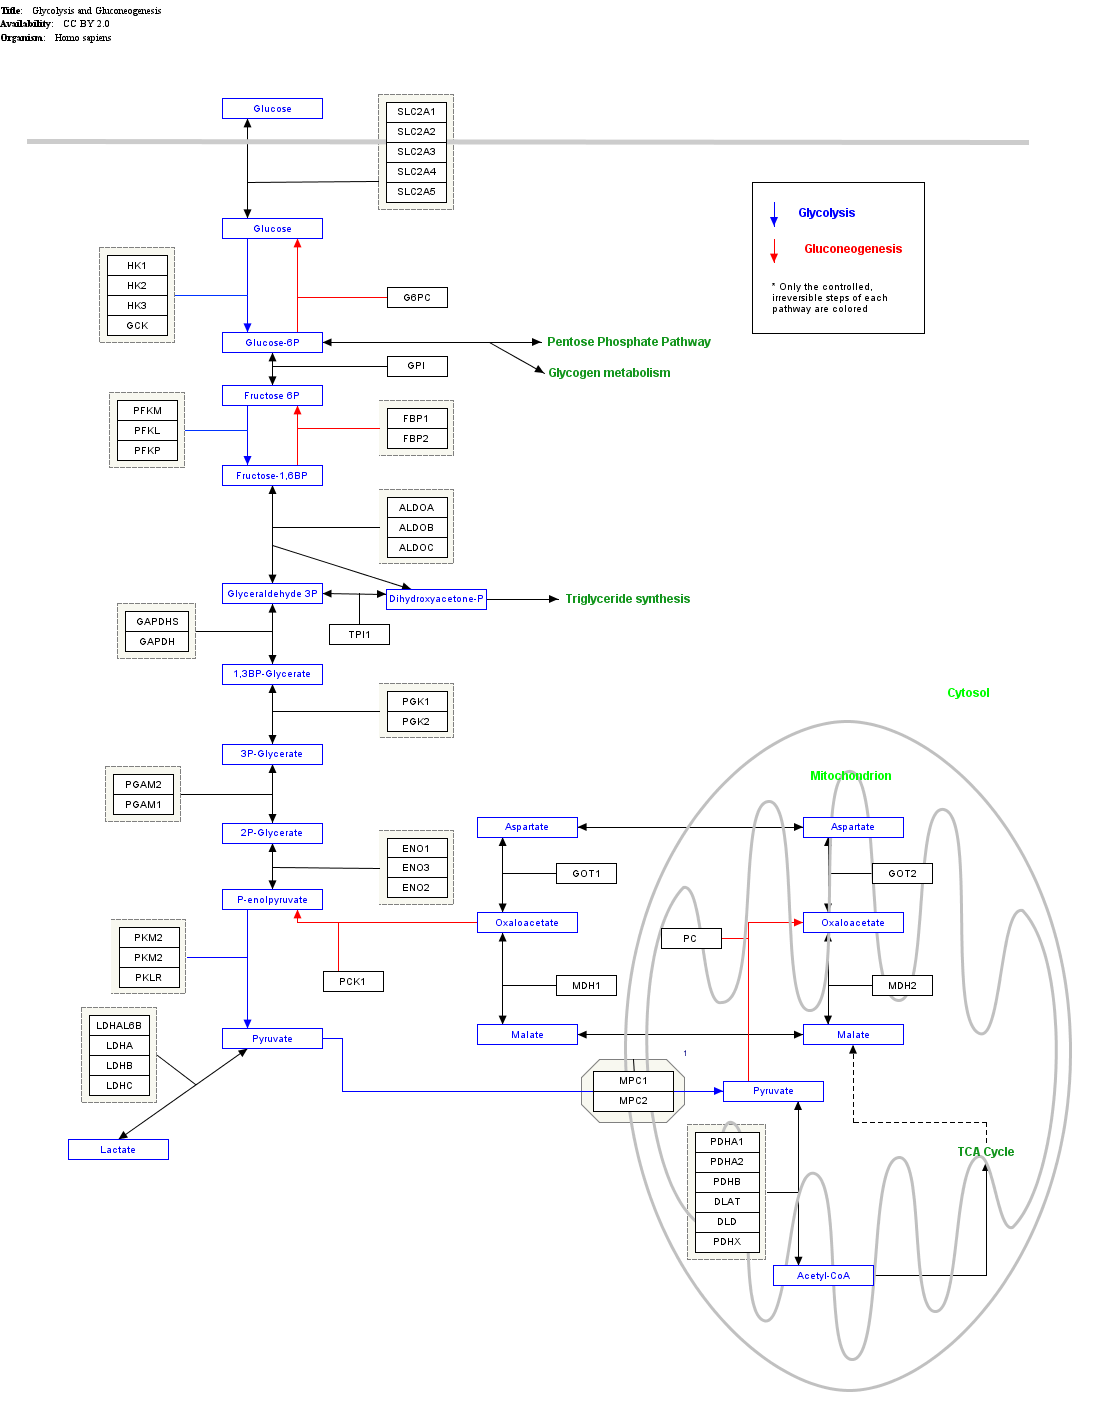 Title: Glycolysis and Gluconeogenesis
Availability: CC BY 2.0
Organism: Homo sapiens
Glucose
SLC2A1
SLC2A2
SLC2A3
SLC2A4
SLC2A5
Glucose
Glycolysis
Gluconeogenesis
* Only the controlled,
irreversible steps of each
pathway are colored
HK1
HK2
HK3
GCK
G6PC
Glucose-6P
Pentose Phosphate Pathway
GPI
Glycogen metabolism
Fructose 6P
PFKM
PFKL
PFKP
FBP1
FBP2
Fructose-1,6BP
ALDOA
ALDOB
ALDOC
Glyceraldehyde 3P
Dihydroxyacetone-P
Triglyceride synthesis
GAPDHS
GAPDH
TPI1
1,3BP-Glycerate
PGK1
PGK2
Cytosol
3P-Glycerate
Mitochondrion
PGAM2
PGAM1
2P-Glycerate
Aspartate
Aspartate
ENO1
ENO3
ENO2
GOT1
GOT2
P-enolpyruvate
Oxaloacetate
Oxaloacetate
PKM2
PKM2
PKLR
PC
PCK1
MDH1
MDH2
LDHAL6B
LDHA
LDHB
LDHC
Pyruvate
Malate
Malate
1
MPC1
MPC2
Pyruvate
Lactate
PDHA1
PDHA2
PDHB
DLAT
DLD
PDHX
TCA Cycle
Acetyl-CoA